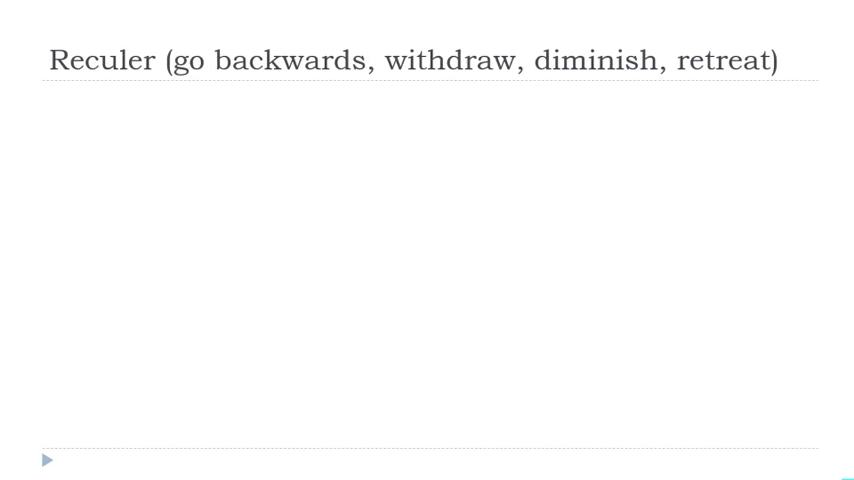 Reculer (go backwards, withdraw, diminish, retreat)